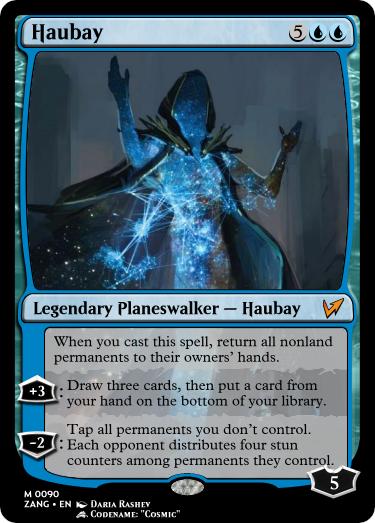 Haubay 5
Legendary Planeswalker — Haubay
When you cast this spell, return all nonland
permanents to their owners' hands.
+3: Draw three cards, then put a card from
your hand on the bottom of your library.
-2: Tap all permanents you don't control.
Each opponent distributes four stun
counters among permanents they control.
5
M 0090
ZANG • EN Daria Rashev
Codename: "Cosmic"